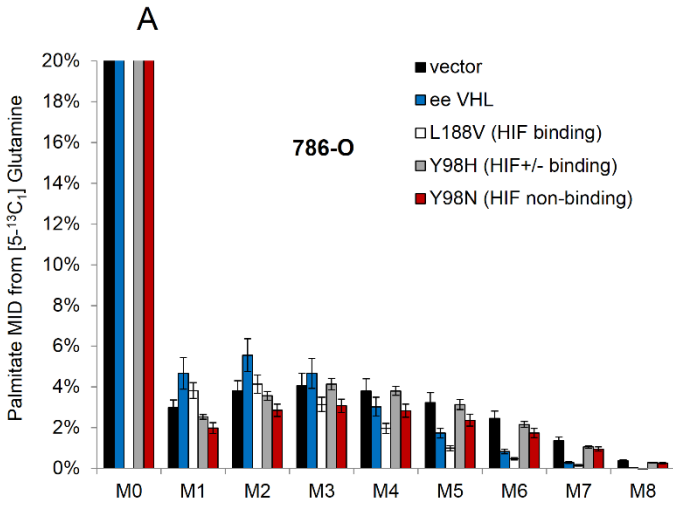 A
20%
18%
16%
14%
12%
10%
8%
6%
4%
2%
0%
Palmitate MID from [5-¹³C₁] Glutamine
786-O
vector
ee VHL
L188V (HIF binding)
Y98H (HIF+/- binding)
Y98N (HIF non-binding)
M0 M1 M2 M3 M4 M5 M6 M7 M8